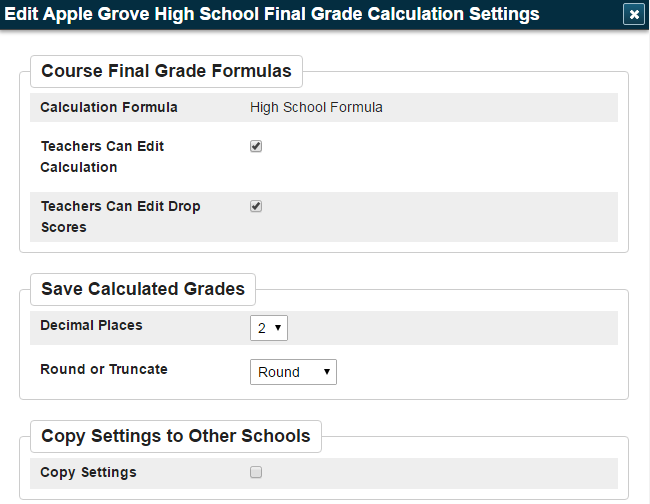 Edit Apple Grove High School Final Grade Calculation Settings
Course Final Grade Formulas
Calculation Formula High School Formula
Teachers Can Edit
Calculation
Teachers Can Edit Drop
Scores
Save Calculated Grades
Decimal Places 2
Round or Truncate Round
Copy Settings to Other Schools
Copy Settings